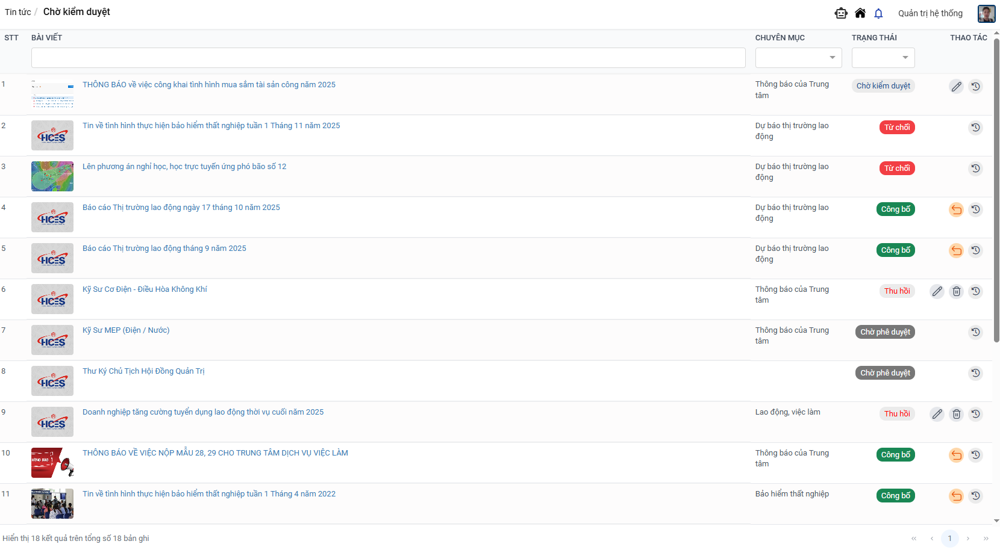 Tin tức / Chờ kiểm duyệt
Quản trị hệ thống
STT BÀI VIẾT CHUYÊN MỤC TRẠNG THÁI THAO TÁC
1 THÔNG BÁO về việc công khai tình hình mua sắm tài sản công năm 2025 Thông báo của Trung Chờ kiểm duyệt
tâm
2 Tin về tình hình thực hiện bảo hiểm thất nghiệp tuần 1 Tháng 11 năm 2025 Dự báo thị trường lao Từ chối
động
HCES
3 Lên phương án nghỉ học, học trực tuyến ứng phó bão số 12 Dự báo thị trường lao Từ chối
động
4 Báo cáo Thị trường lao động ngày 17 tháng 10 năm 2025 Dự báo thị trường lao Công bố
động
HCES
5 Báo cáo Thị trường lao động tháng 9 năm 2025 Dự báo thị trường lao Công bố
động
HCES
6 Kỹ Sư Cơ Điện - Điều Hòa Không Khí Thông báo của Trung Thu hồi
tâm
HCES
7 Kỹ Sư MEP (Điện / Nước) Thông báo của Trung Chờ phê duyệt
tâm
HCES
8 Thư Ký Chủ Tịch Hội Đồng Quản Trị Chờ phê duyệt
HCES
9 Doanh nghiệp tăng cường tuyển dụng lao động thời vụ cuối năm 2025 Lao động, việc làm Thu hồi
HCES
10 THÔNG BÁO VỀ VIỆC NỘP MẪU 28, 29 CHO TRUNG TÂM DỊCH VỤ VIỆC LÀM Thông báo của Trung Công bố
tâm
11 Tin về tình hình thực hiện bảo hiểm thất nghiệp tuần 1 Tháng 4 năm 2022 Bảo hiểm thất nghiệp Công bố
Hiển thị 18 kết quả trên tổng số 18 bản ghi « ‹ 1 › »